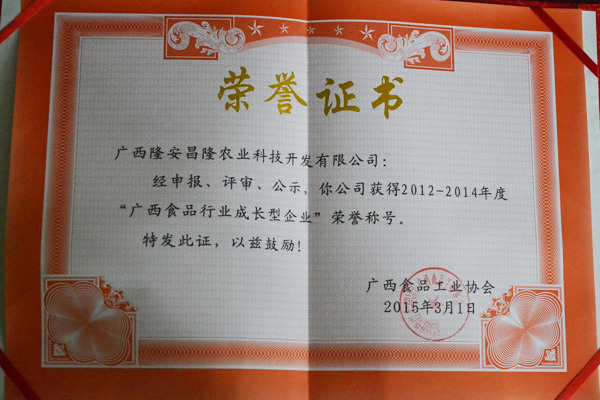 荣誉证书
广西隆安昌隆农业科技开发有限公司：
经申报、评审、公示，你公司获得2012-2014年度
“广西食品行业成长型企业”荣誉称号。
特发此证，以兹鼓励！
广西食品工业协会
2015年3月1日